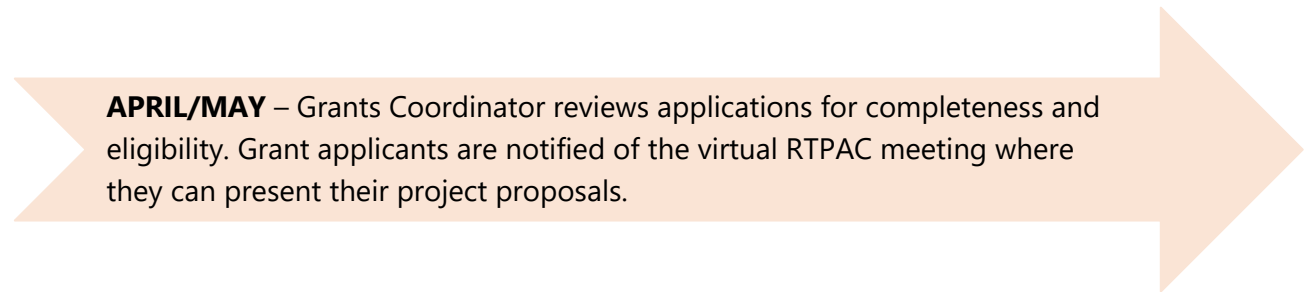 APRIL/MAY – Grants Coordinator reviews applications for completeness and
eligibility. Grant applicants are notified of the virtual RTPAC meeting where
they can present their project proposals.